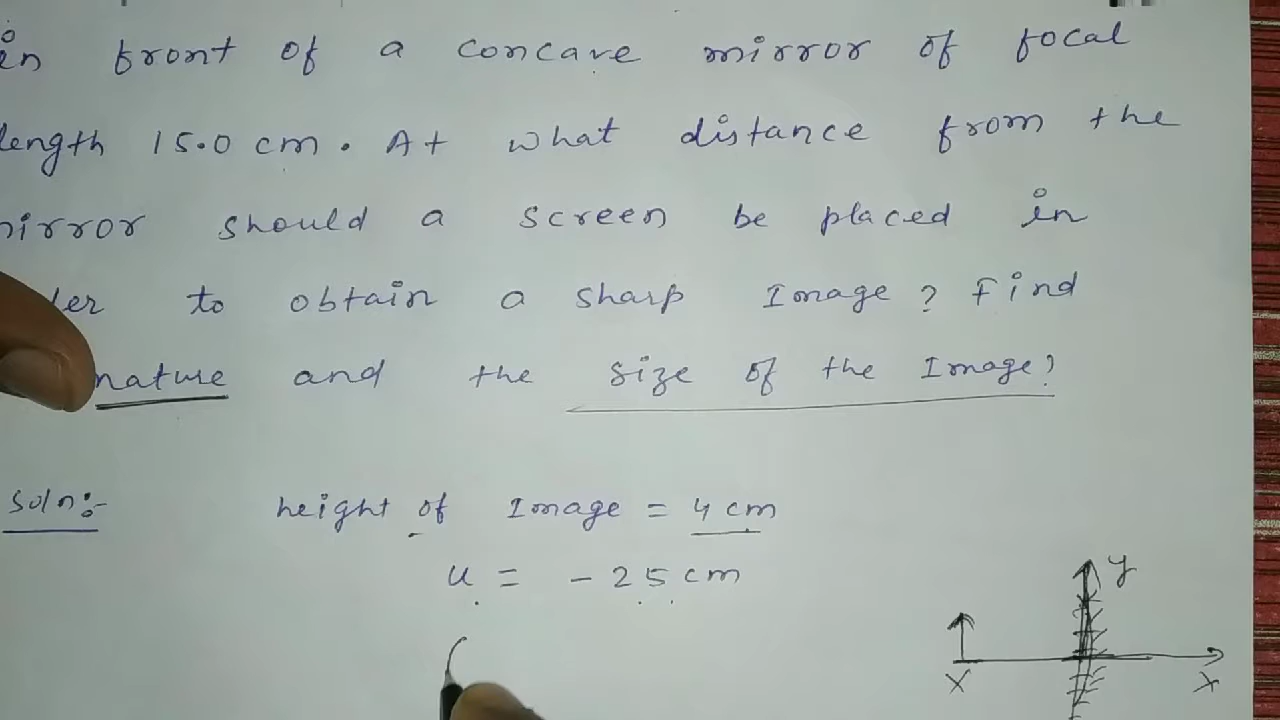 in front of a concave mirror of focal
length 15.0 cm. At what distance from the
mirror should a screen be placed in
to obtain a sharp Image? Find
nature and the size of the Image?
Soln:-
height of Image = 4 cm
u = - 25 cm
y
X
X